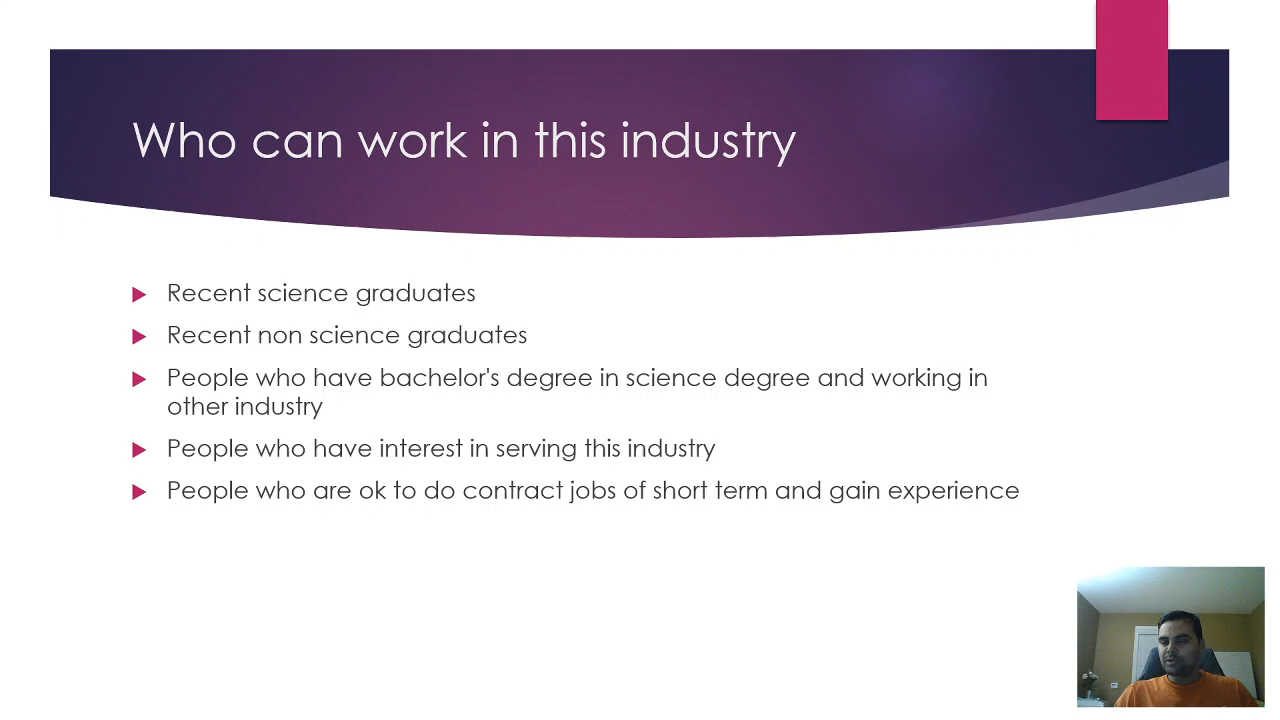 Who can work in this industry
Recent science graduates
Recent non science graduates
People who have bachelor's degree in science degree and working in
other industry
People who have interest in serving this industry
People who are ok to do contract jobs of short term and gain experience